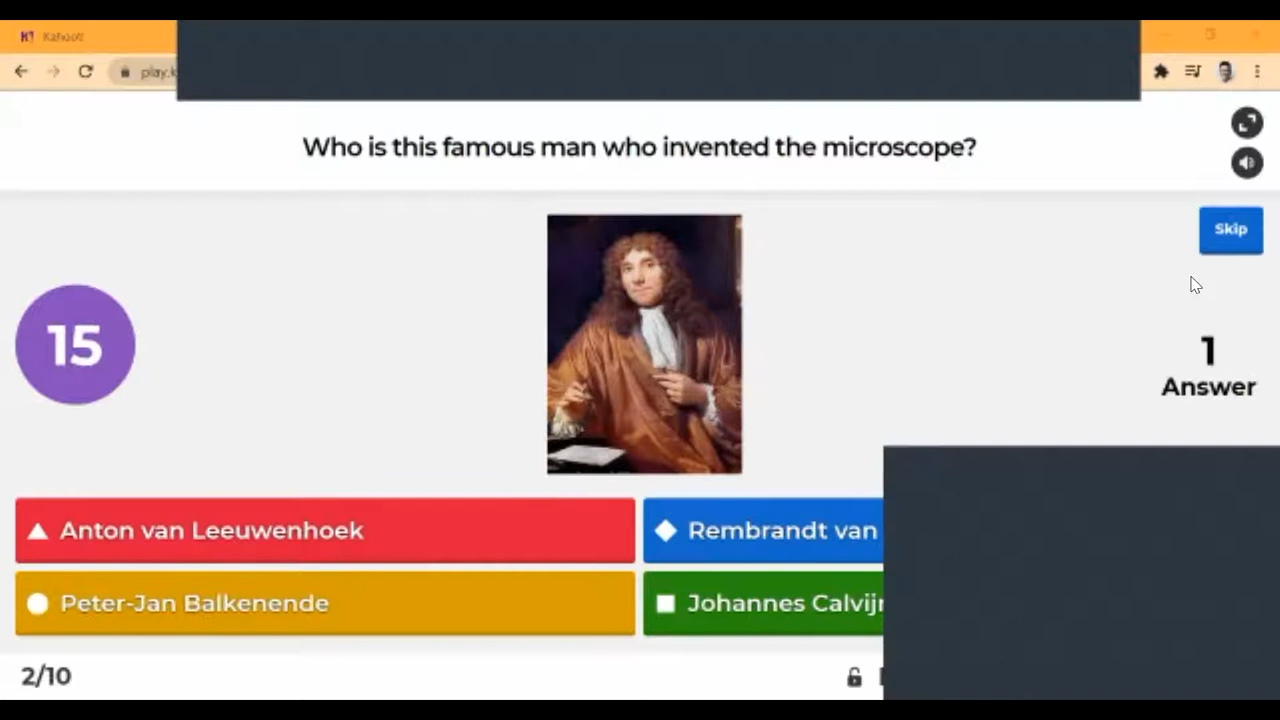 Kahoot!
play.k
Who is this famous man who invented the microscope?
Skip
15
1
Answer
Anton van Leeuwenhoek
Rembrandt van
Peter-Jan Balkenende
Johannes Calvijn
2/10